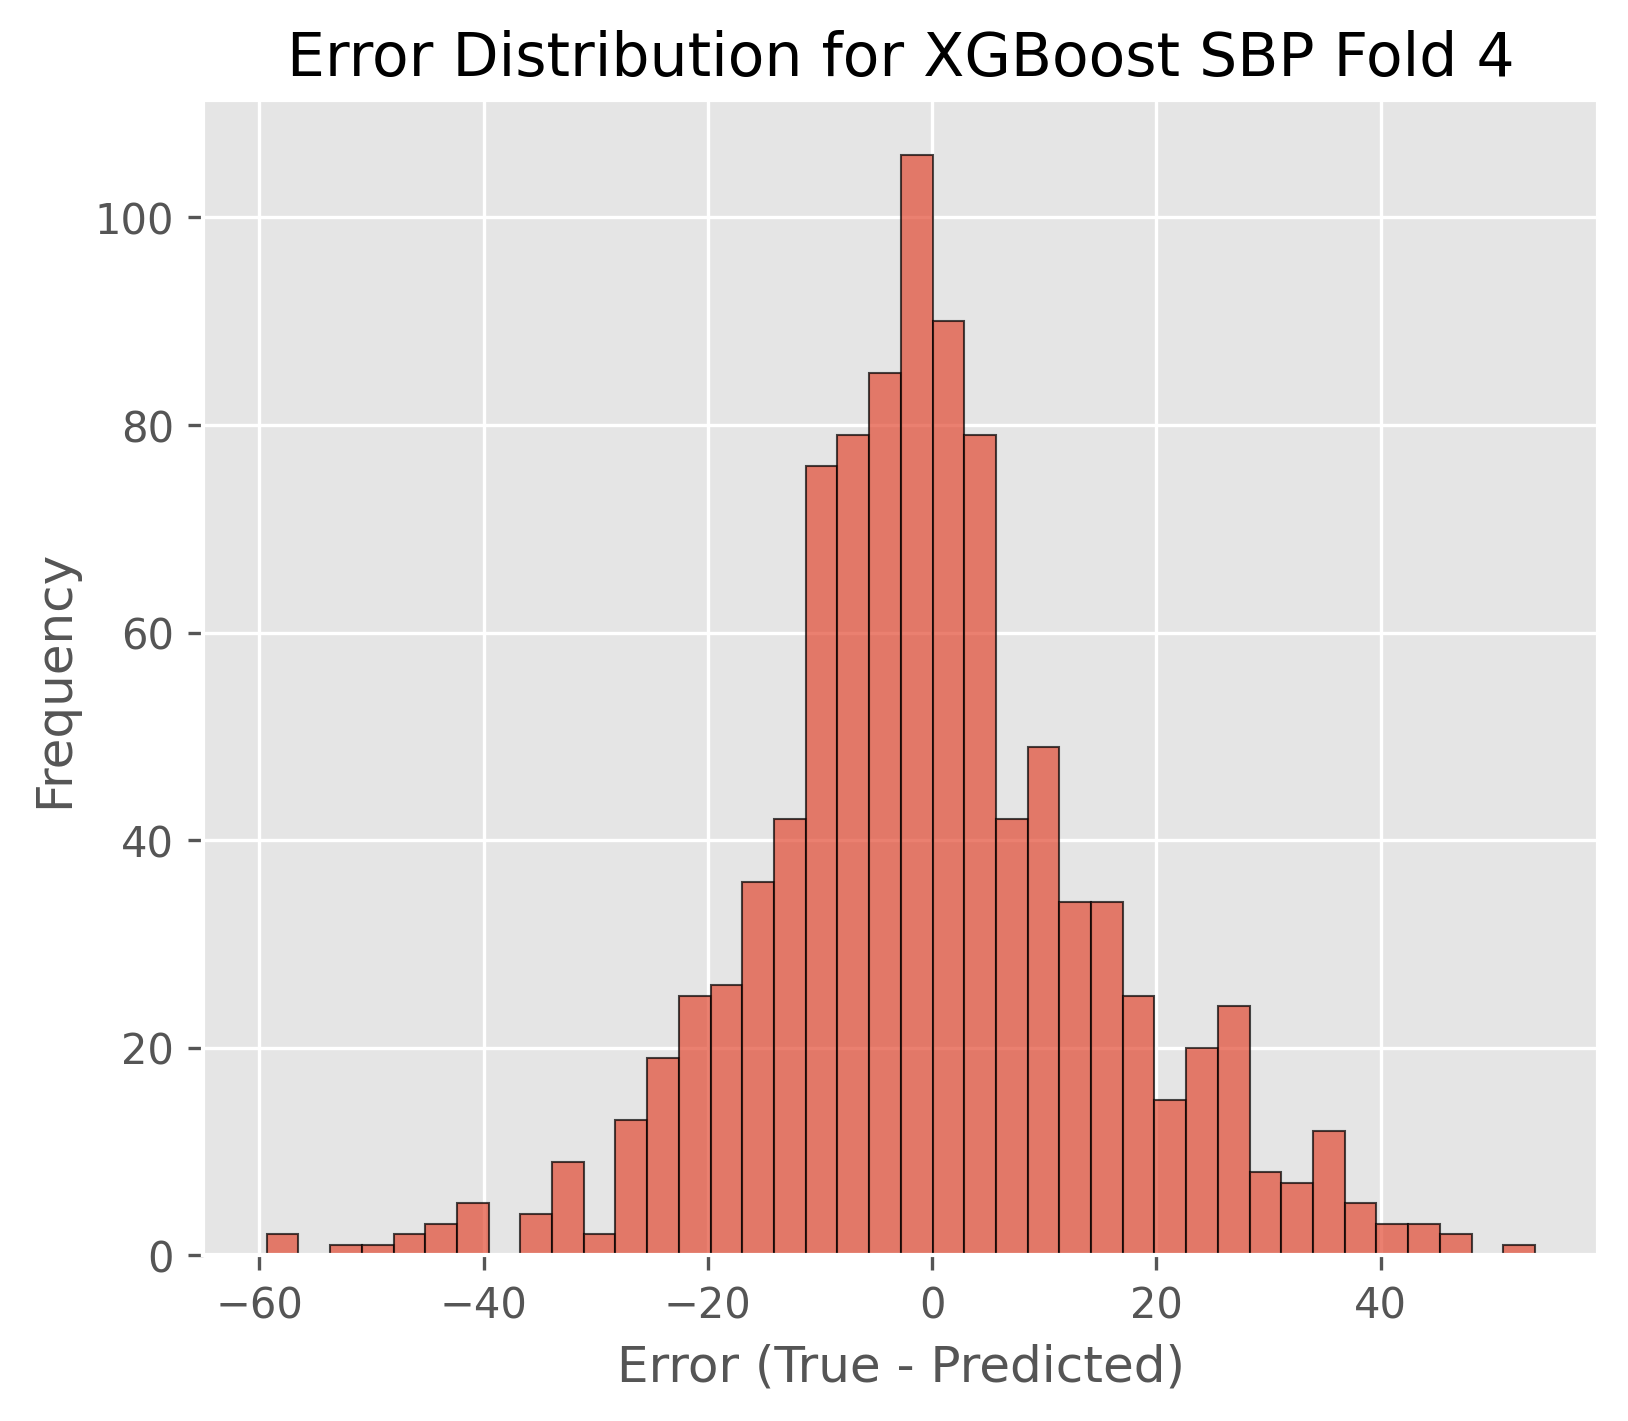 Error Distribution for XGBoost SBP Fold 4
Frequency
100
80
60
40
20
0
−60 −40 −20 0 20 40
Error (True - Predicted)